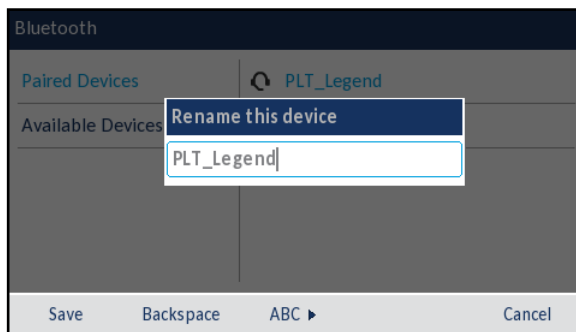 Bluetooth
Paired Devices
PLT_Legend
Available Devices
Rename this device
PLT_Legend
Save Backspace ABC Cancel